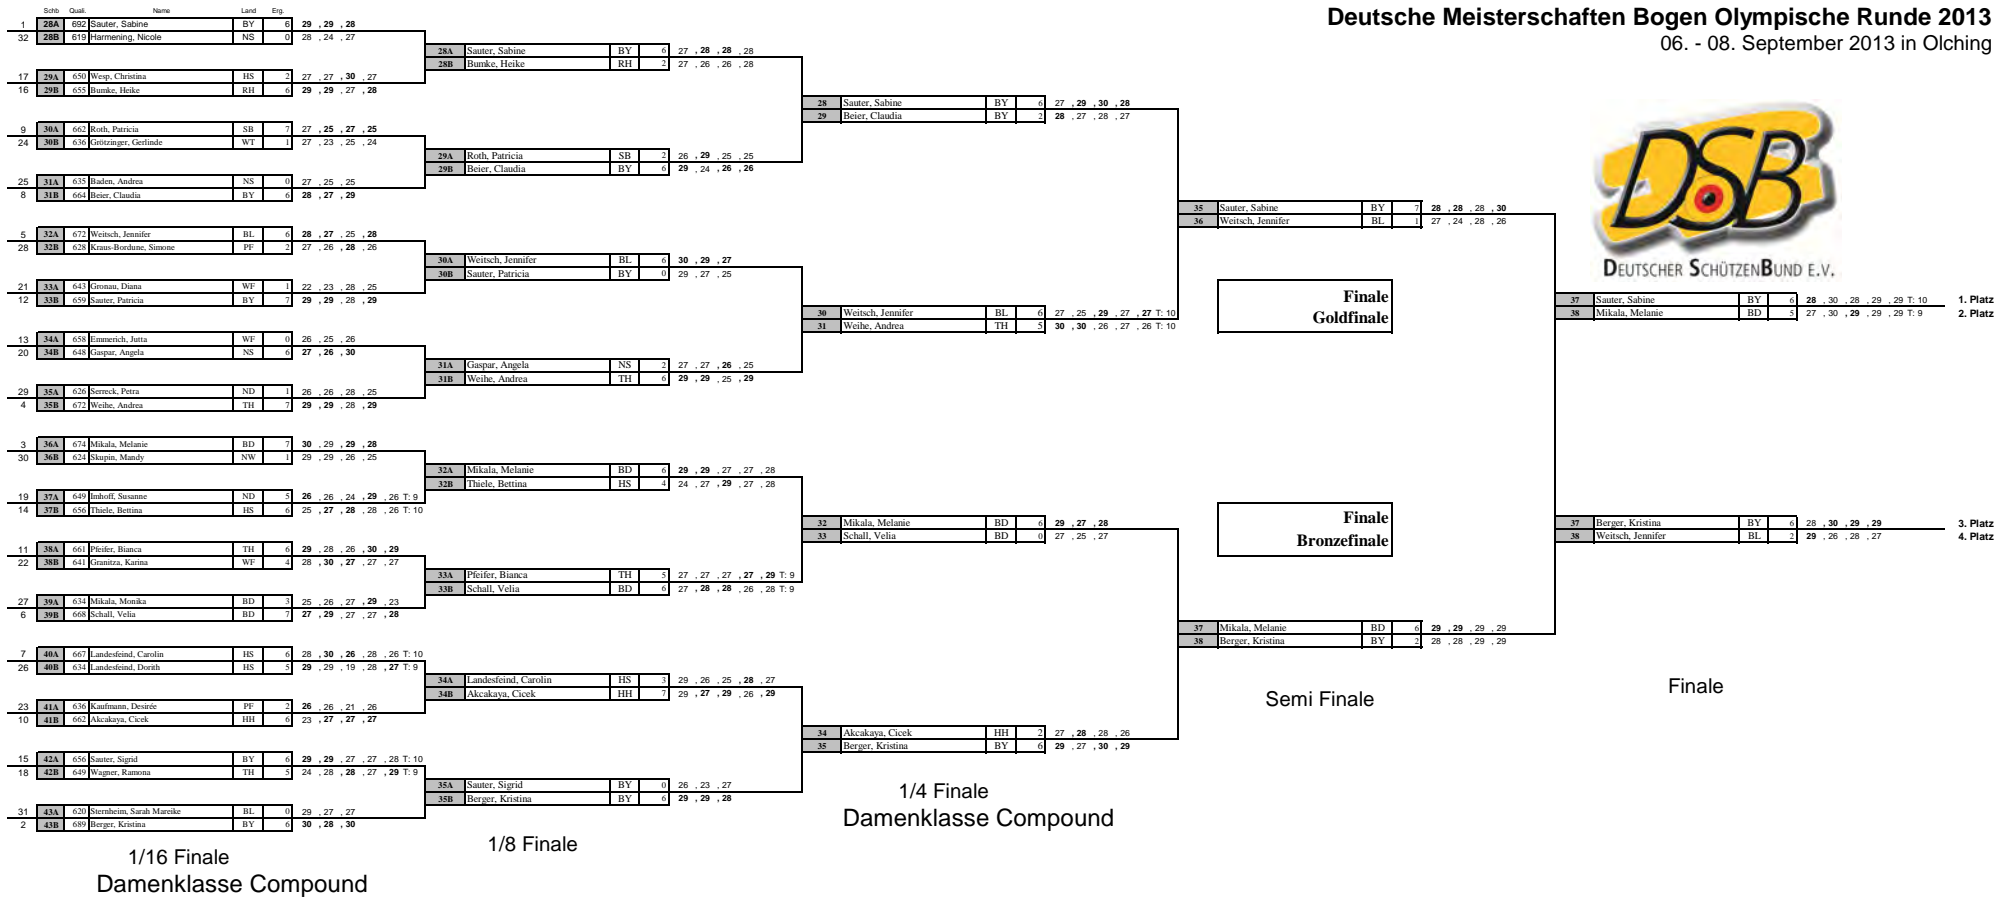 Deutsche Meisterschaften Bogen Olympische Runde 2013
06. - 08. September 2013 in Olching
Schb Quali. Name Land Erg.
1 28A 692 Sauter, Sabine BY 6 29 , 29 , 28
32 28B 619 Harmening, Nicole NS 0 28 , 24 , 27
17 29A 650 Wesp, Christina HS 2 27 , 27 , 30 , 27
16 29B 655 Bumke, Heike RH 6 29 , 29 , 27 , 28
9 30A 662 Roth, Patricia SB 7 27 , 25 , 27 , 25
24 30B 636 Grötzinger, Gerlinde WT 1 27 , 23 , 25 , 24
25 31A 635 Baden, Andrea NS 0 27 , 25 , 25
8 31B 664 Beier, Claudia BY 6 28 , 27 , 29
5 32A 672 Weitsch, Jennifer BL 6 28 , 27 , 25 , 28
28 32B 628 Kraus-Bordune, Simone PF 2 27 , 26 , 28 , 26
21 33A 643 Gronau, Diana WF 1 22 , 23 , 28 , 25
12 33B 659 Sauter, Patricia BY 7 29 , 29 , 28 , 29
13 34A 658 Emmerich, Jutta WF 0 26 , 25 , 26
20 34B 648 Gaspar, Angela NS 6 27 , 26 , 30
29 35A 626 Serreck, Petra ND 1 26 , 26 , 28 , 25
4 35B 672 Weihe, Andrea TH 7 29 , 29 , 28 , 29
3 36A 674 Mikala, Melanie BD 7 30 , 29 , 29 , 28
30 36B 624 Skupin, Mandy NW 1 29 , 29 , 26 , 25
19 37A 649 Imhoff, Susanne ND 5 26 , 26 , 24 , 29 , 26 T: 9
14 37B 656 Thiele, Bettina HS 6 25 , 27 , 28 , 28 , 26 T: 10
11 38A 661 Pfeifer, Bianca TH 6 29 , 28 , 26 , 30 , 29
22 38B 641 Granitza, Karina WF 4 28 , 30 , 27 , 27 , 27
27 39A 634 Mikala, Monika BD 3 25 , 26 , 27 , 29 , 23
6 39B 668 Schall, Velia BD 7 27 , 29 , 27 , 27 , 28
7 40A 667 Landesfeind, Carolin HS 6 28 , 30 , 26 , 28 , 26 T: 10
26 40B 634 Landesfeind, Dorith HS 5 29 , 29 , 19 , 28 , 27 T: 9
23 41A 636 Kaufmann, Desirée PF 2 26 , 26 , 21 , 26
10 41B 662 Akcakaya, Cicek HH 6 23 , 27 , 27 , 27
15 42A 656 Sauter, Sigrid BY 6 29 , 29 , 27 , 27 , 28 T: 10
18 42B 649 Wagner, Ramona TH 5 24 , 28 , 28 , 27 , 29 T: 9
31 43A 620 Sternheim, Sarah Mareike BL 0 29 , 27 , 27
2 43B 689 Berger, Kristina BY 6 30 , 28 , 30
1/16 Finale
Damenklasse Compound
28A Sauter, Sabine BY 6 27 , 28 , 28 , 28
28B Bumke, Heike RH 2 27 , 26 , 26 , 28
29A Roth, Patricia SB 2 26 , 29 , 25 , 25
29B Beier, Claudia BY 6 29 , 24 , 26 , 26
30A Weitsch, Jennifer BL 6 30 , 29 , 27
30B Sauter, Patricia BY 0 29 , 27 , 25
31A Gaspar, Angela NS 2 27 , 27 , 26 , 25
31B Weihe, Andrea TH 6 29 , 29 , 25 , 29
32A Mikala, Melanie BD 6 29 , 29 , 27 , 27 , 28
32B Thiele, Bettina HS 4 24 , 27 , 29 , 27 , 28
33A Pfeifer, Bianca TH 5 27 , 27 , 27 , 27 , 29 T: 9
33B Schall, Velia BD 6 27 , 28 , 28 , 26 , 28 T: 9
34A Landesfeind, Carolin HS 3 29 , 26 , 25 , 28 , 27
34B Akcakaya, Cicek HH 7 29 , 27 , 29 , 26 , 29
35A Sauter, Sigrid BY 0 26 , 23 , 27
35B Berger, Kristina BY 6 29 , 29 , 28
1/8 Finale
28 Sauter, Sabine BY 6 27 , 29 , 30 , 28
29 Beier, Claudia BY 2 28 , 27 , 28 , 27
30 Weitsch, Jennifer BL 6 27 , 25 , 29 , 27 , 27 T: 10
31 Weihe, Andrea TH 5 30 , 30 , 26 , 27 , 26 T: 10
32 Mikala, Melanie BD 6 29 , 27 , 28
33 Schall, Velia BD 0 27 , 25 , 27
34 Akcakaya, Cicek HH 2 27 , 28 , 28 , 26
35 Berger, Kristina BY 6 29 , 27 , 30 , 29
1/4 Finale
Damenklasse Compound
35 Sauter, Sabine BY 7 28 , 28 , 28 , 30
36 Weitsch, Jennifer BL 1 27 , 24 , 28 , 26
Finale
Goldfinale
Finale
Bronzefinale
37 Mikala, Melanie BD 6 29 , 29 , 29 , 29
38 Berger, Kristina BY 2 28 , 28 , 29 , 29
Semi Finale
DSB
DEUTSCHER SCHÜTZENBUND E.V.
37 Sauter, Sabine BY 6 28 , 30 , 28 , 29 , 29 T: 10 1. Platz
38 Mikala, Melanie BD 5 27 , 30 , 29 , 29 , 29 T: 9 2. Platz
37 Berger, Kristina BY 6 28 , 30 , 29 , 29 3. Platz
38 Weitsch, Jennifer BL 2 29 , 26 , 28 , 27 4. Platz
Finale